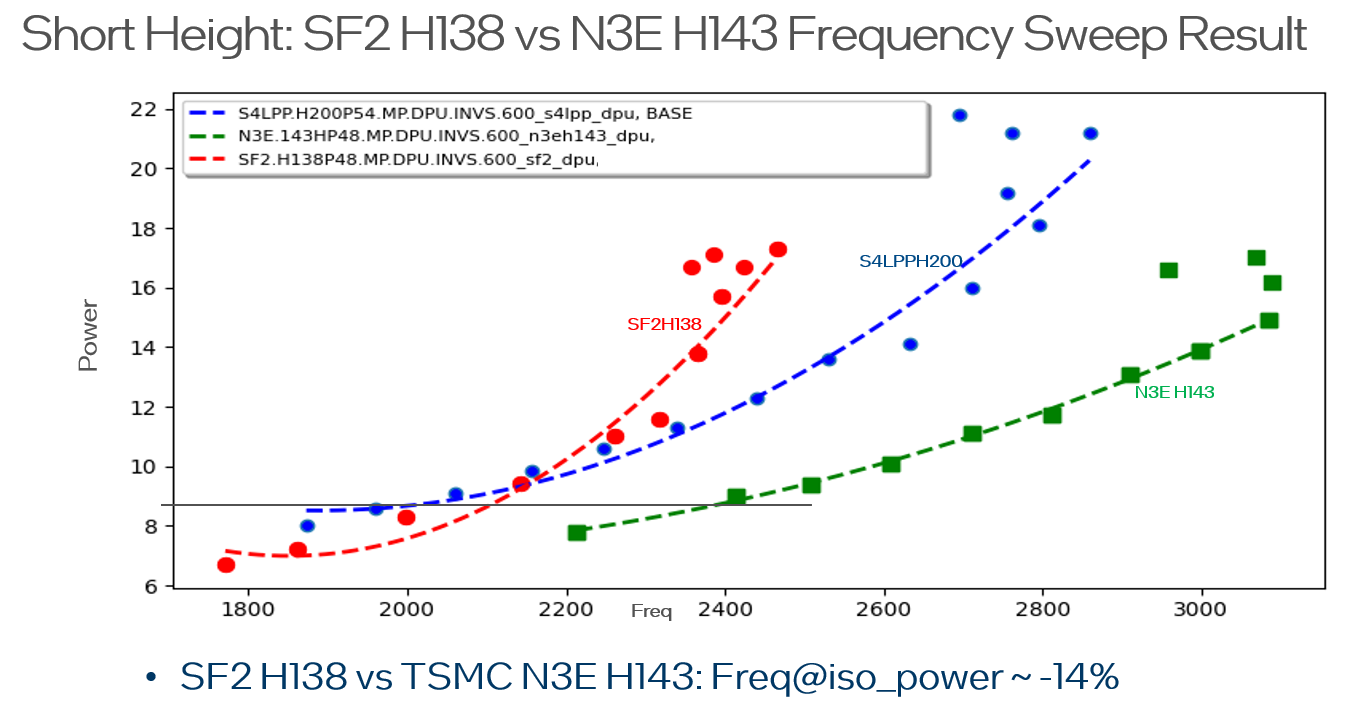 Short Height: SF2 H138 vs N3E H143 Frequency Sweep Result
S4LPP.H200P54.MP.DPU.INVS.600_s4lpp_dpu, BASE
N3E.143HP48.MP.DPU.INVS.600_n3eh143_dpu,
SF2.H138P48.MP.DPU.INVS.600_sf2_dpu,
22
20
18
16
14
12
10
8
6
Power
S4LPPH200
SF2H138
N3E H143
1800
2000
2200
Freq
2400
2600
2800
3000
• SF2 H138 vs TSMC N3E H143: Freq@iso_power ~ -14%